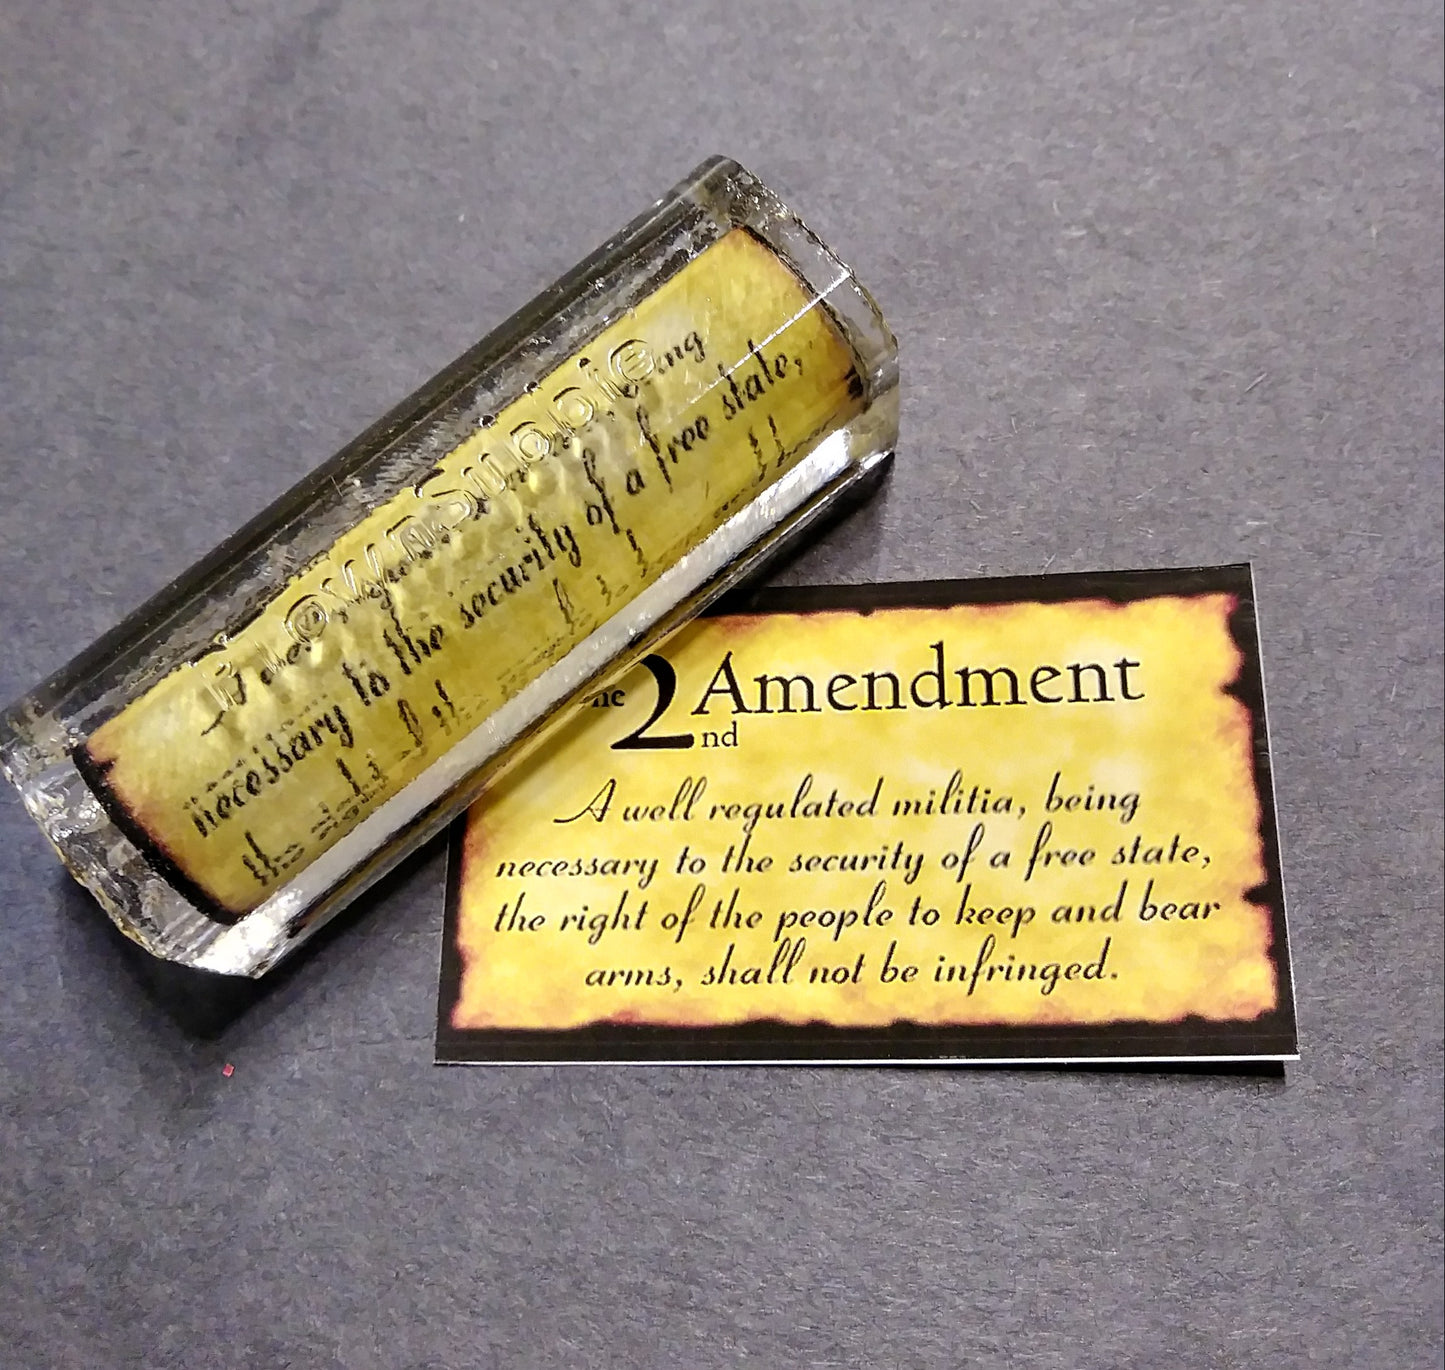 ng
necessary to the security of a free state,
2nd Amendment
A well regulated militia, being
necessary to the security of a free state,
the right of the people to keep and bear
arms, shall not be infringed.